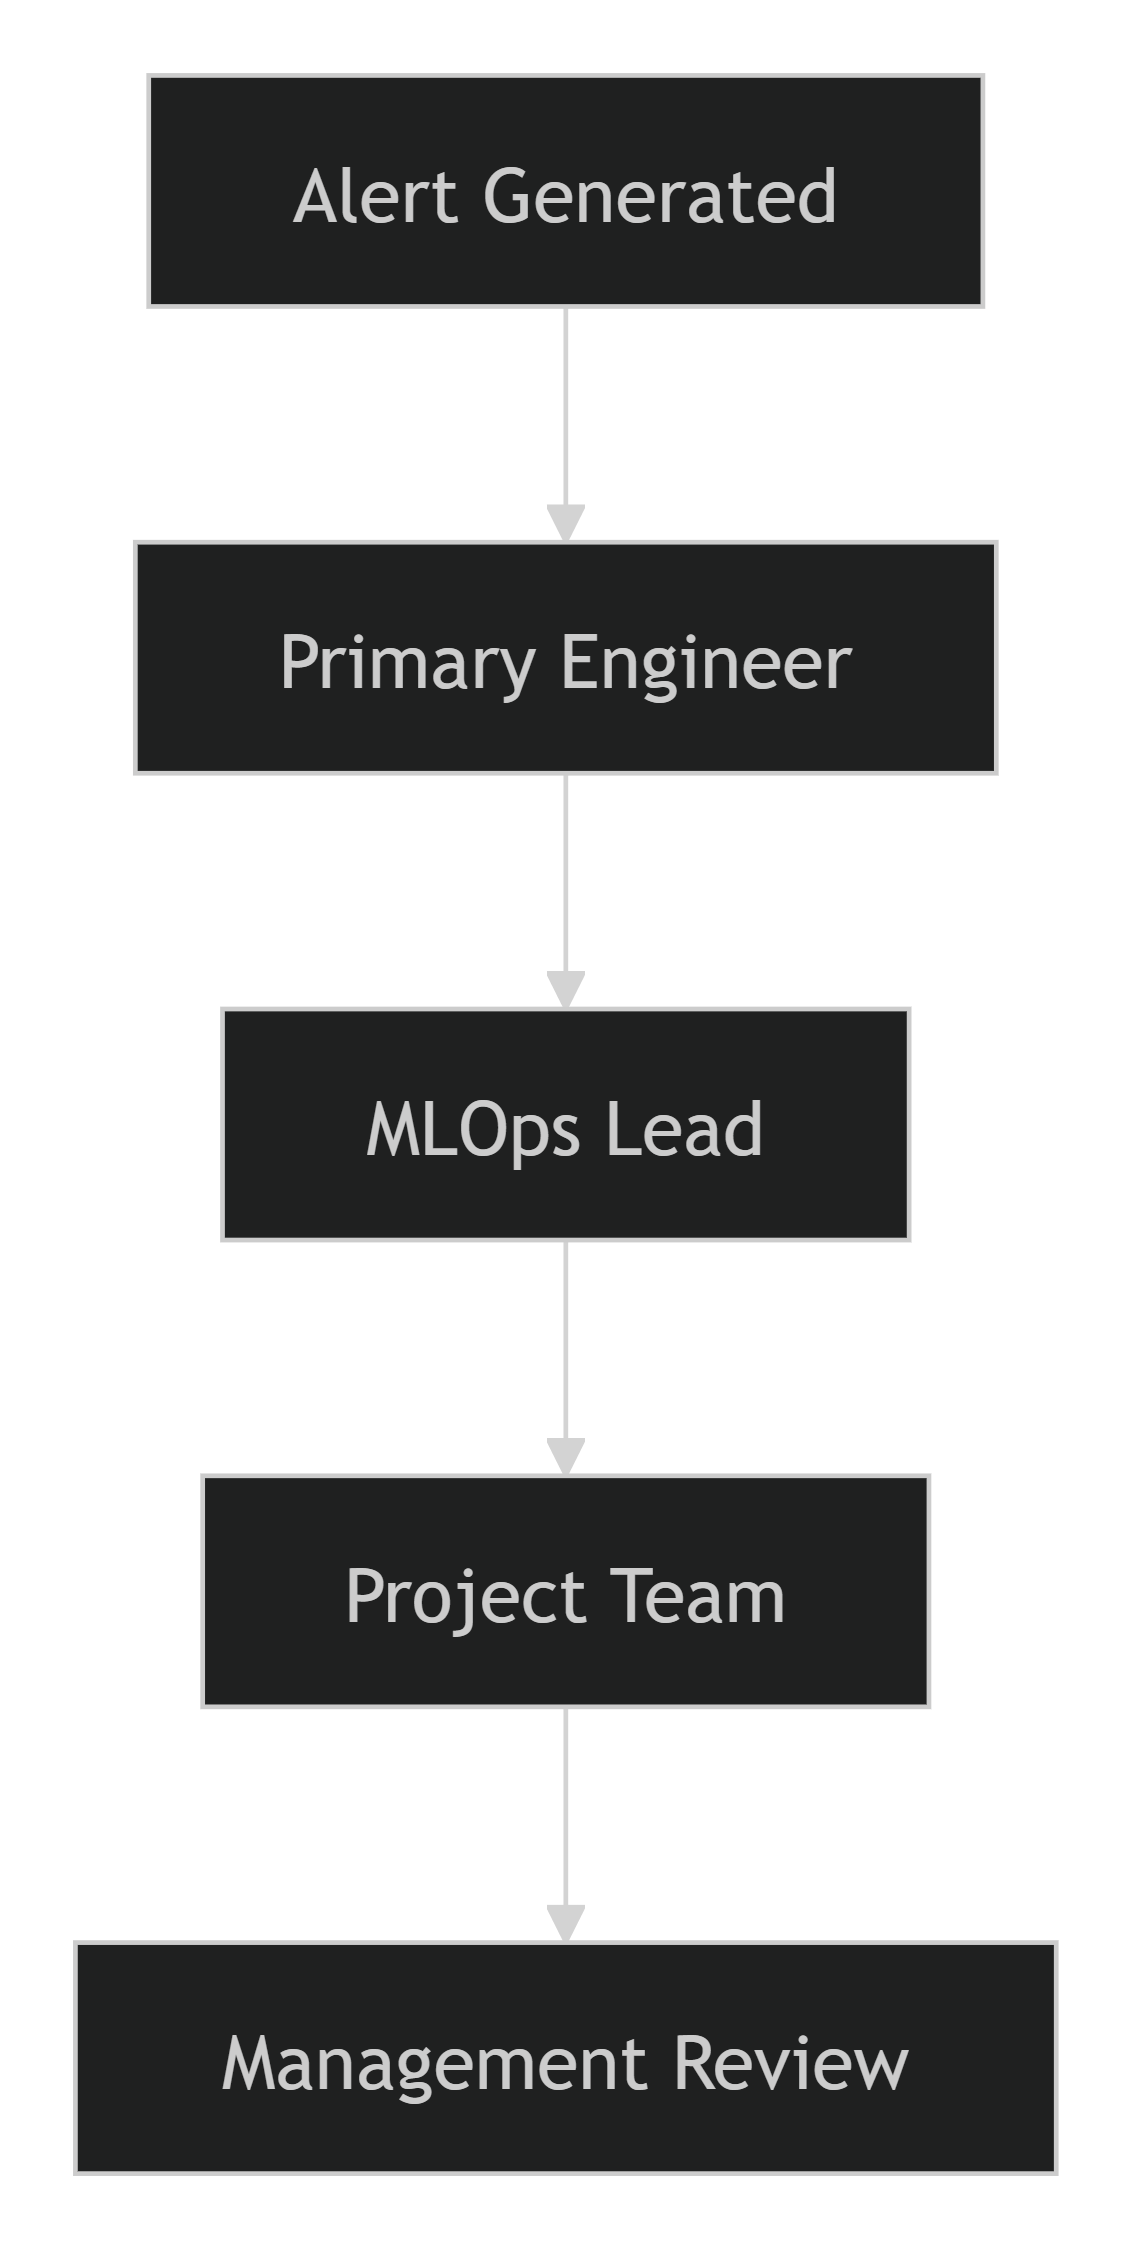 Alert Generated
Primary Engineer
MLOps Lead
Project Team
Management Review